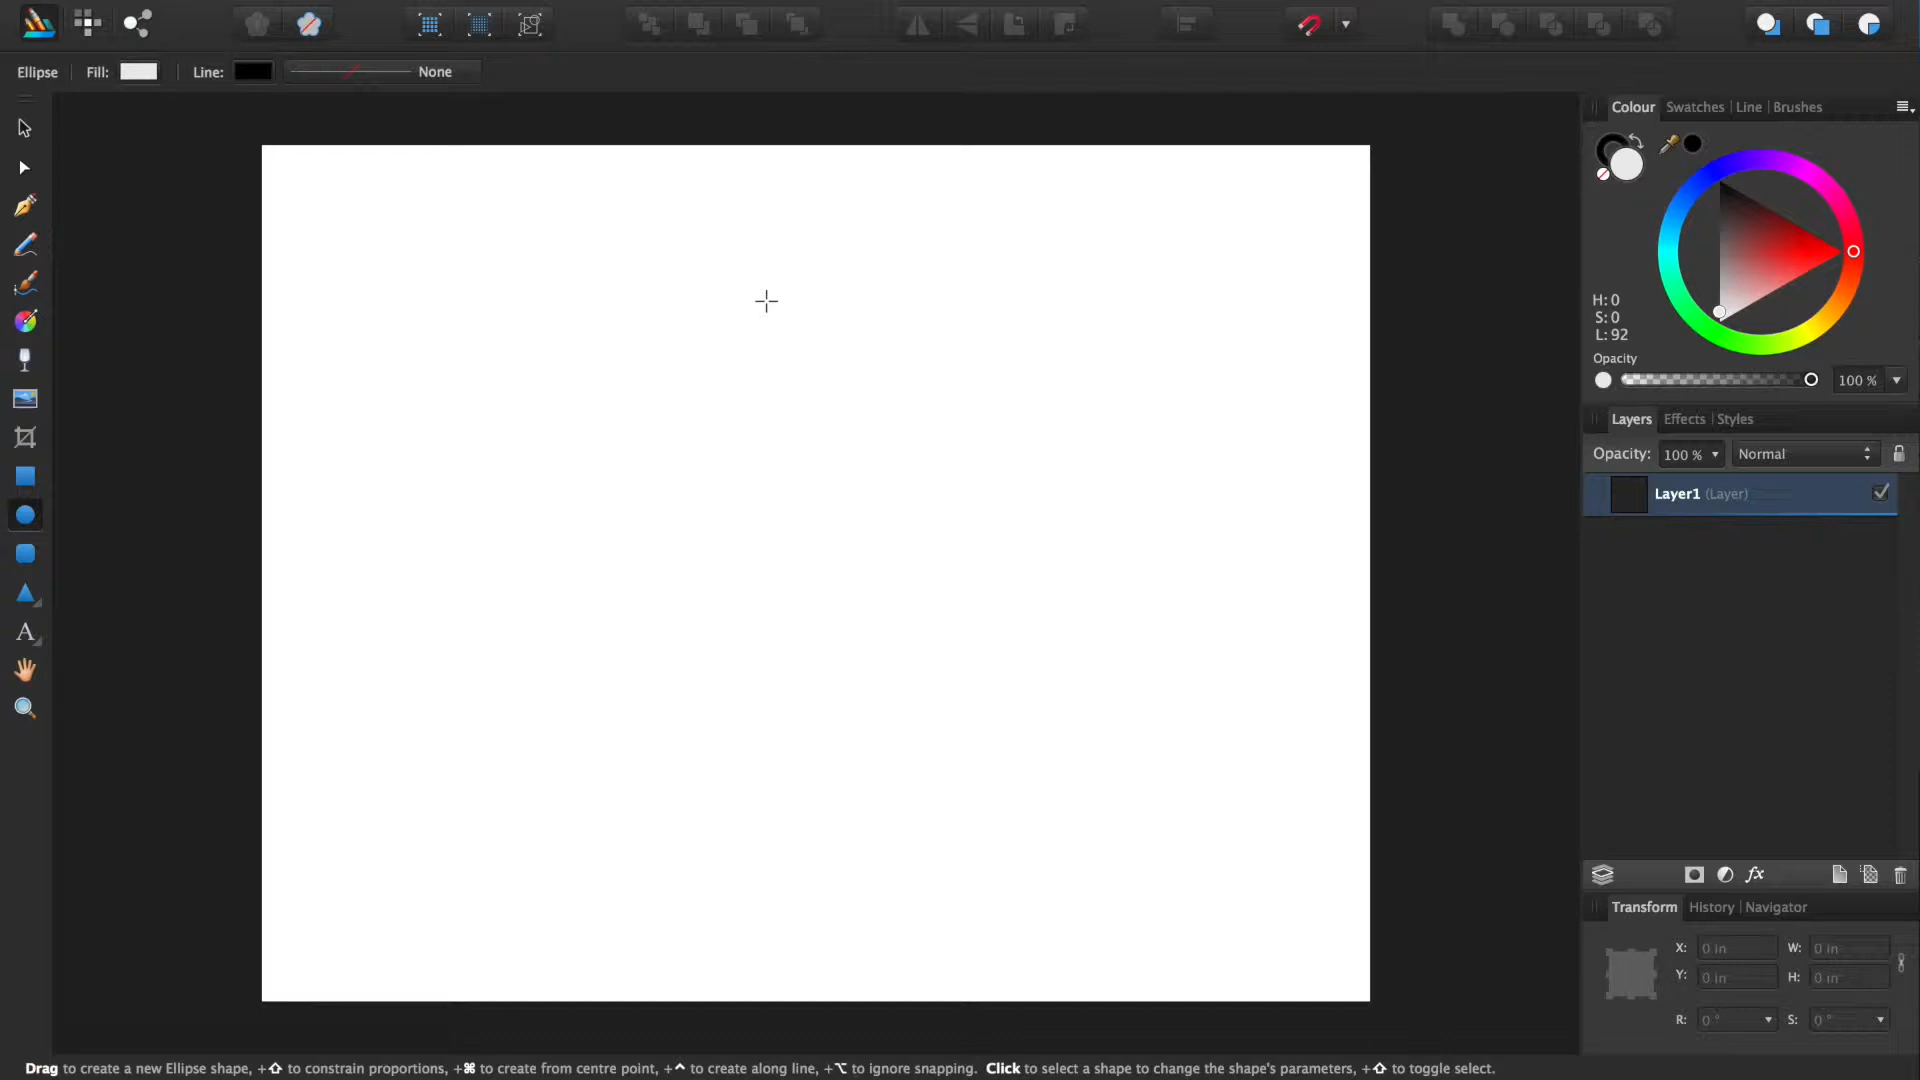 Ellipse Fill: Line: None
Colour Swatches Line Brushes
H: 0
S: 0
L: 92
Opacity
100 %
Layers Effects Styles
Opacity: 100 % Normal
Layer1 (Layer)
fx
Transform History Navigator
X: 0 in W: 0 in
Y: 0 in H: 0 in
R: 0 ° S: 0 °
A
Drag to create a new Ellipse shape, +⇧ to constrain proportions, +⌘ to create from centre point, +⌃ to create along line, +⌥ to ignore snapping. Click to select a shape to change the shape's parameters, +⇧ to toggle select.